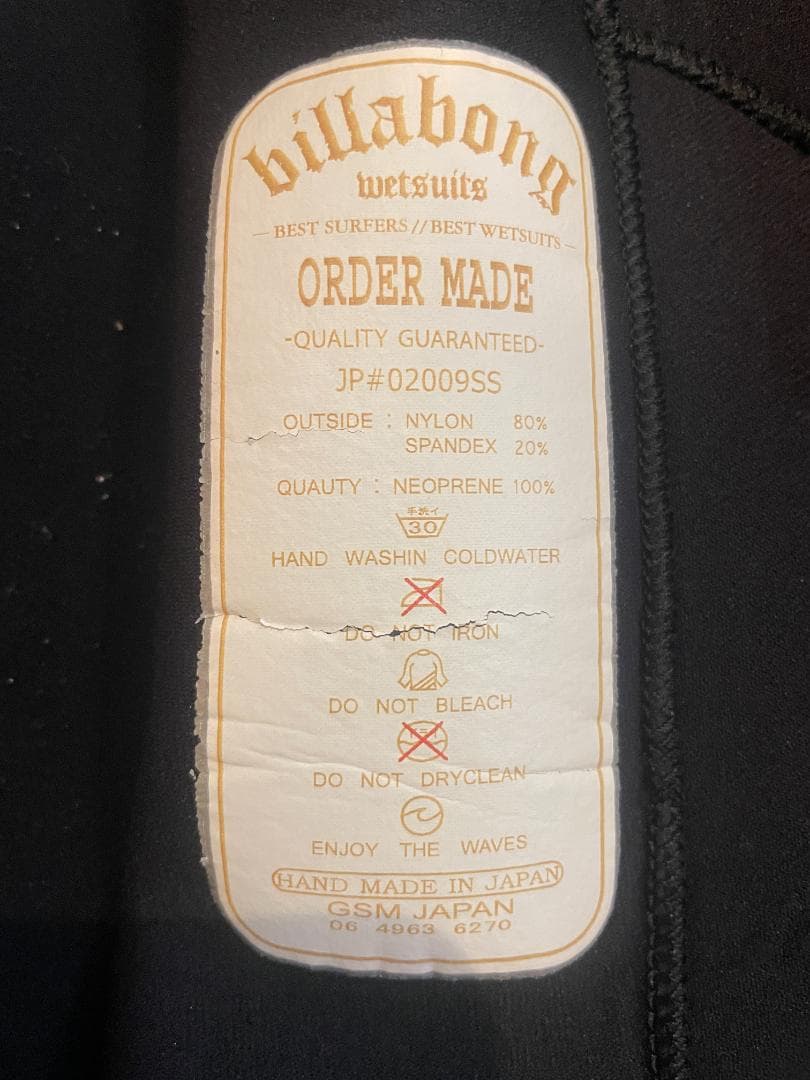 billabong
wetsuits
— BEST SURFERS // BEST WETSUITS —
ORDER MADE
-QUALITY GUARANTEED-
JP#02009SS
OUTSIDE : NYLON 80%
SPANDEX 20%
QUAUTY : NEOPRENE 100%
手洗イ
30
HAND WASHIN COLDWATER
DO NOT IRON
DO NOT BLEACH
DO NOT DRYCLEAN
ENJOY THE WAVES
HAND MADE IN JAPAN
GSM JAPAN
06 4963 6270